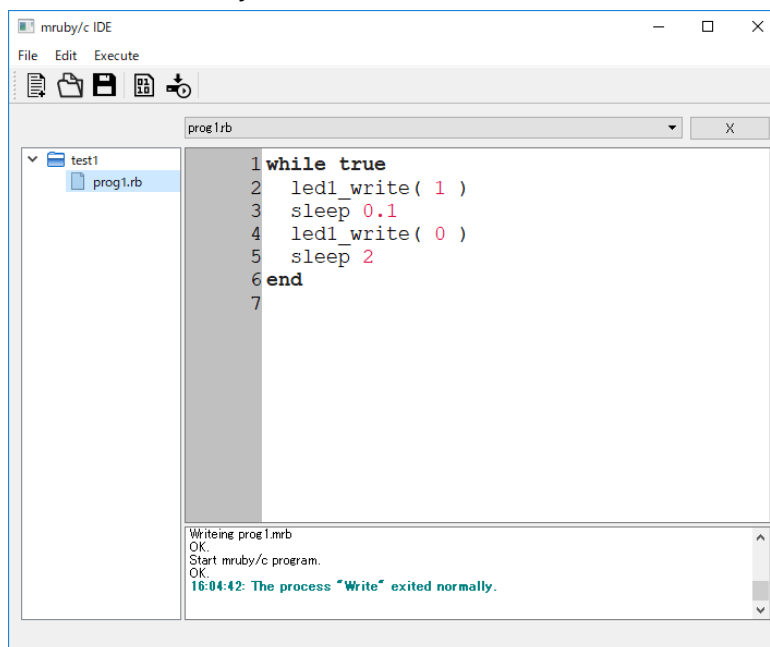 mruby/c IDE
File Edit Execute
prog1.rb
X
test1
prog1.rb
1 while true
2 led1_write( 1 )
3 sleep 0.1
4 led1_write( 0 )
5 sleep 2
6 end
7
Writeing prog1.mrb
OK.
Start mruby/c program.
OK.
16:04:42: The process "Write" exited normally.